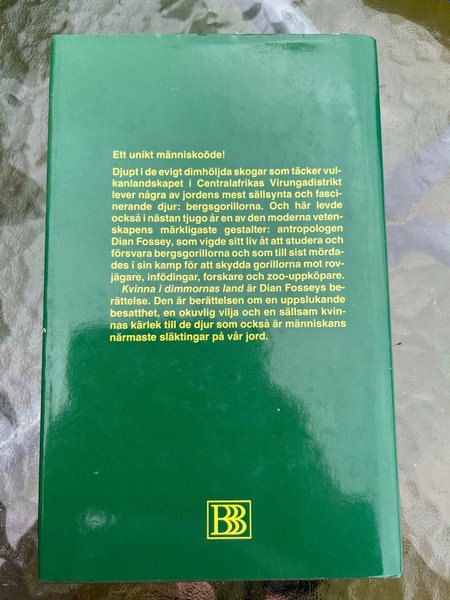 Ett unikt människoöde!
Djupt i de evigt dimhöljda skogar som täcker vul-
kanlandskapet i Centralafrikas Virungadistrikt
lever några av jordens mest sällsynta och fasci-
nerande djur: bergsgorillorna. Och här levde
också i nästan tjugo år en av den moderna veten-
skapens märkligaste gestalter: antropologen
Dian Fossey, som vigde sitt liv åt att studera och
försvara bergsgorillorna och som till sist mörda-
des i sin kamp för att skydda gorillorna mot rov-
jägare, infödingar, forskare och zoo-uppköpare.
Kvinna i dimmornas land är Dian Fosseys be-
rättelse. Den är berättelsen om en uppslukande
besatthet, en okuvlig vilja och en sällsam kvin-
nas kärlek till de djur som också är människans
närmaste släktingar på vår jord.
BBB